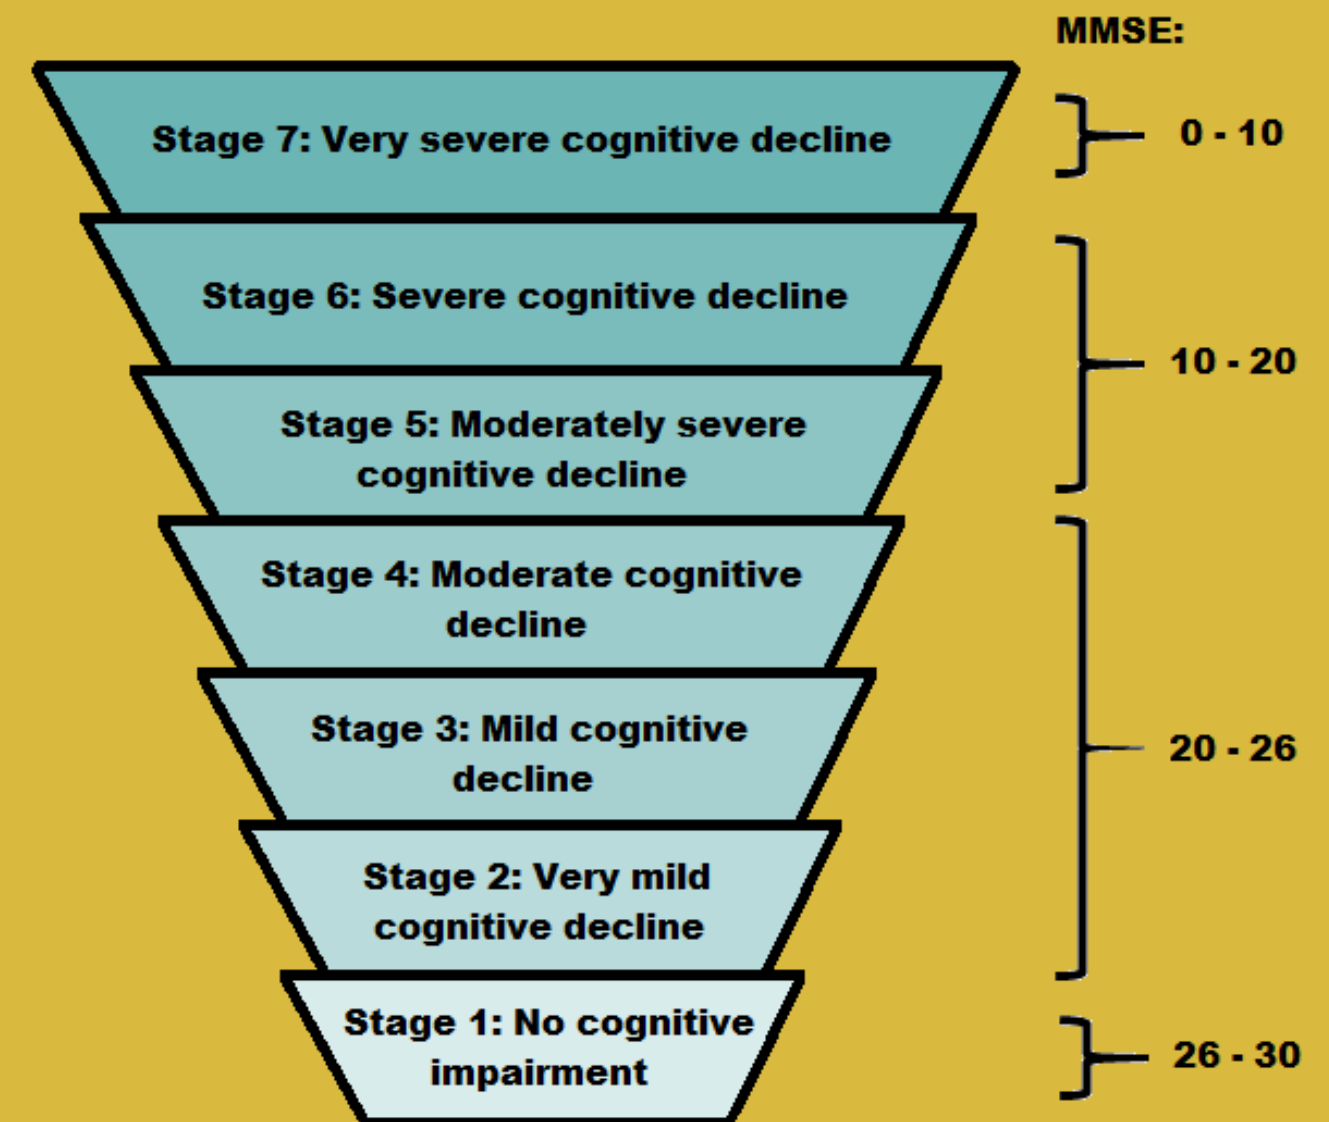 MMSE:
Stage 7: Very severe cognitive decline
0 - 10
Stage 6: Severe cognitive decline
10 - 20
Stage 5: Moderately severe
cognitive decline
Stage 4: Moderate cognitive
decline
Stage 3: Mild cognitive
decline
20 - 26
Stage 2: Very mild
cognitive decline
Stage 1: No cognitive
impairment
26 - 30